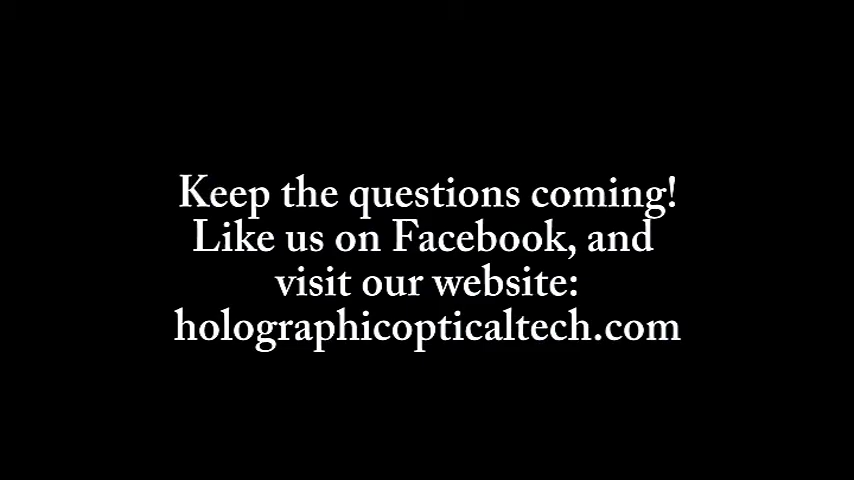 Keep the questions coming!
Like us on Facebook, and
visit our website:
holographicopticaltech.com